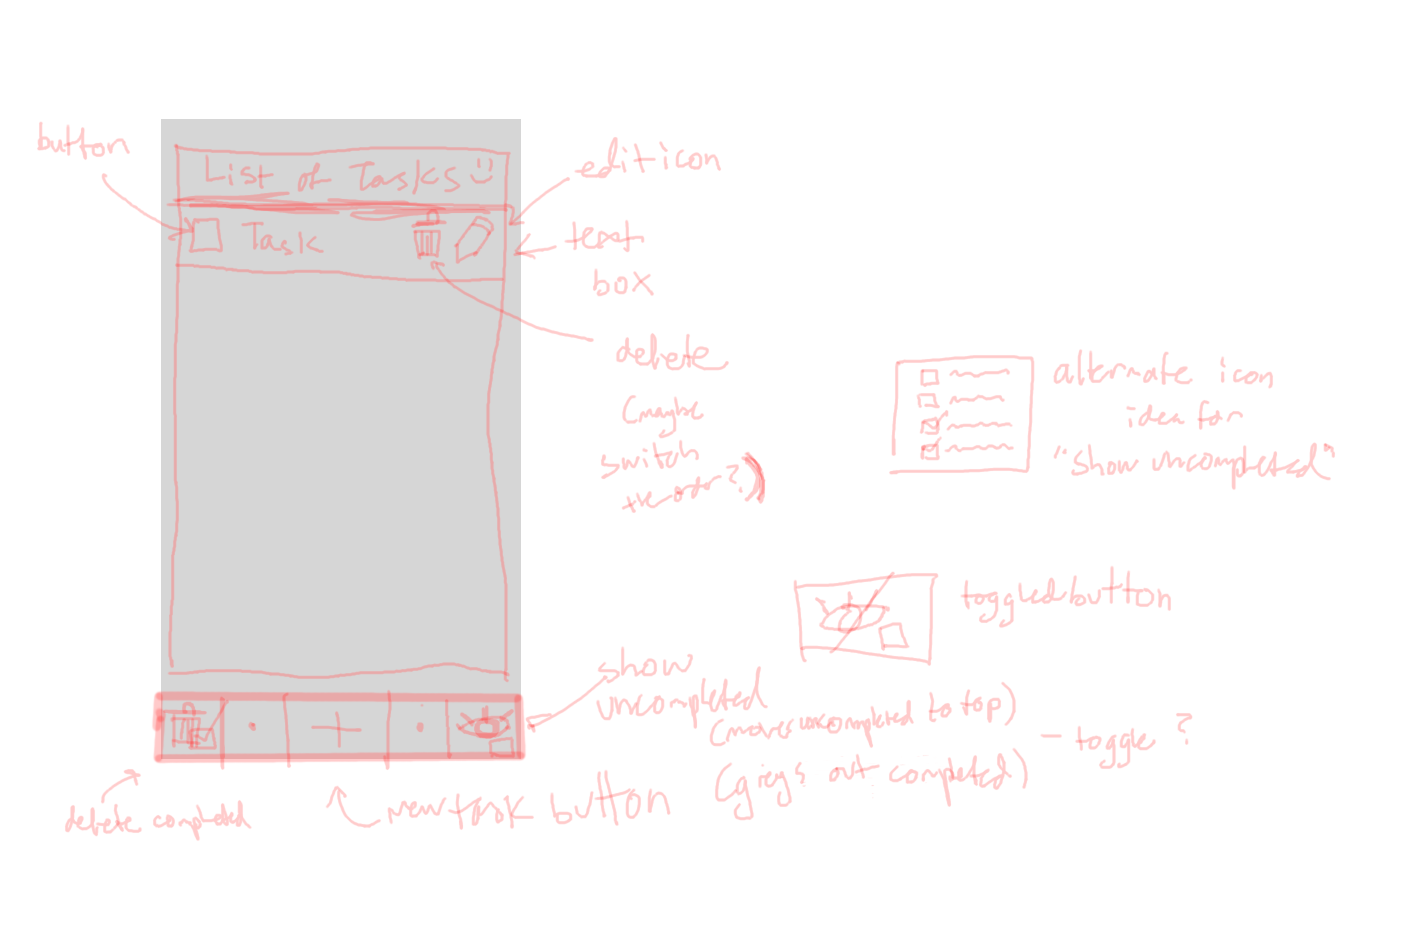 button
List of Tasks
Task
edit icon
text
box
delete
(maybe
switch
the order?)
alternate icon
idea for
"show uncompleted"
toggled button
show
uncompleted
(moves uncompleted to top)
(greys out completed)
- toggle ?
new task button
delete completed